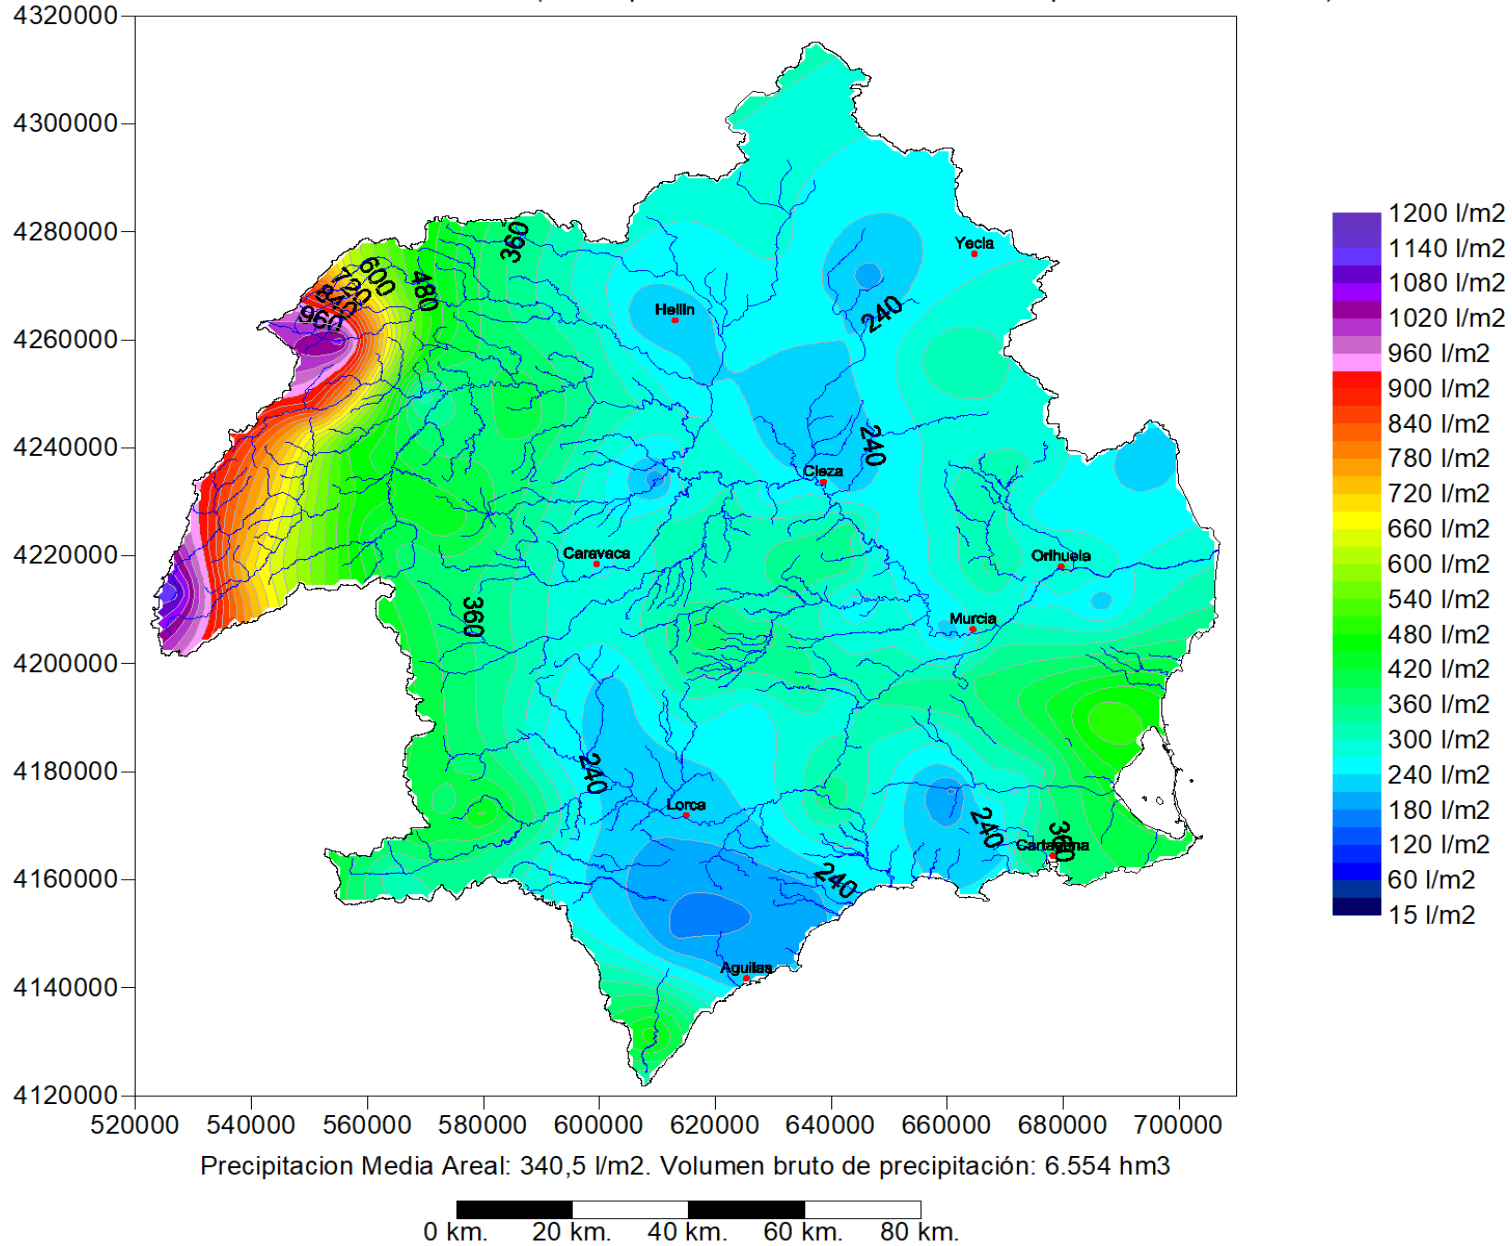 4320000
4300000
4280000
4260000
4240000
4220000
4200000
4180000
4160000
4140000
4120000
520000
540000
560000
580000
600000
620000
640000
660000
680000
700000
360
600
720
840
960
480
Yecla
240
Hellin
240
Cieza
Caravaca
Orihuela
360
Murcia
240
Lorca
240
360
Cartagena
240
Aguilas
1200 l/m2
1140 l/m2
1080 l/m2
1020 l/m2
960 l/m2
900 l/m2
840 l/m2
780 l/m2
720 l/m2
660 l/m2
600 l/m2
540 l/m2
480 l/m2
420 l/m2
360 l/m2
300 l/m2
240 l/m2
180 l/m2
120 l/m2
60 l/m2
15 l/m2
Precipitacion Media Areal: 340,5 l/m2. Volumen bruto de precipitación: 6.554 hm3
0 km.
20 km.
40 km.
60 km.
80 km.